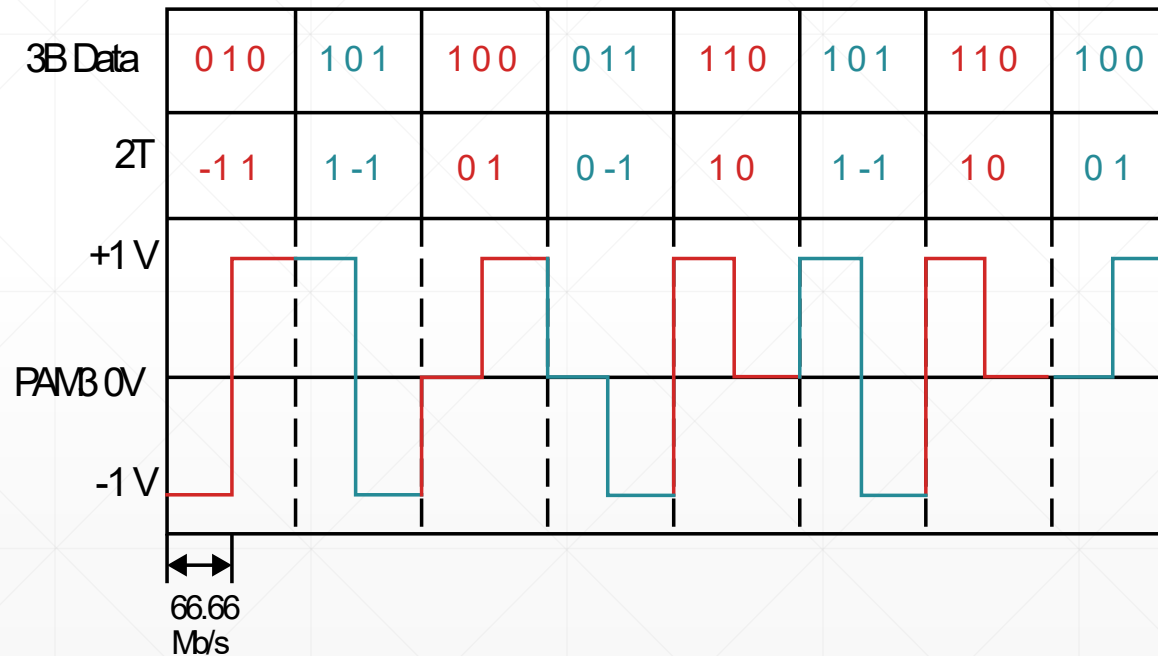 3B Data 010 101 100 011 110 101 110 100
2T -1 1 1 -1 0 1 0 -1 1 0 1 -1 1 0 0 1
+1 V
PAM3 0V
-1 V
66.66
Mb/s